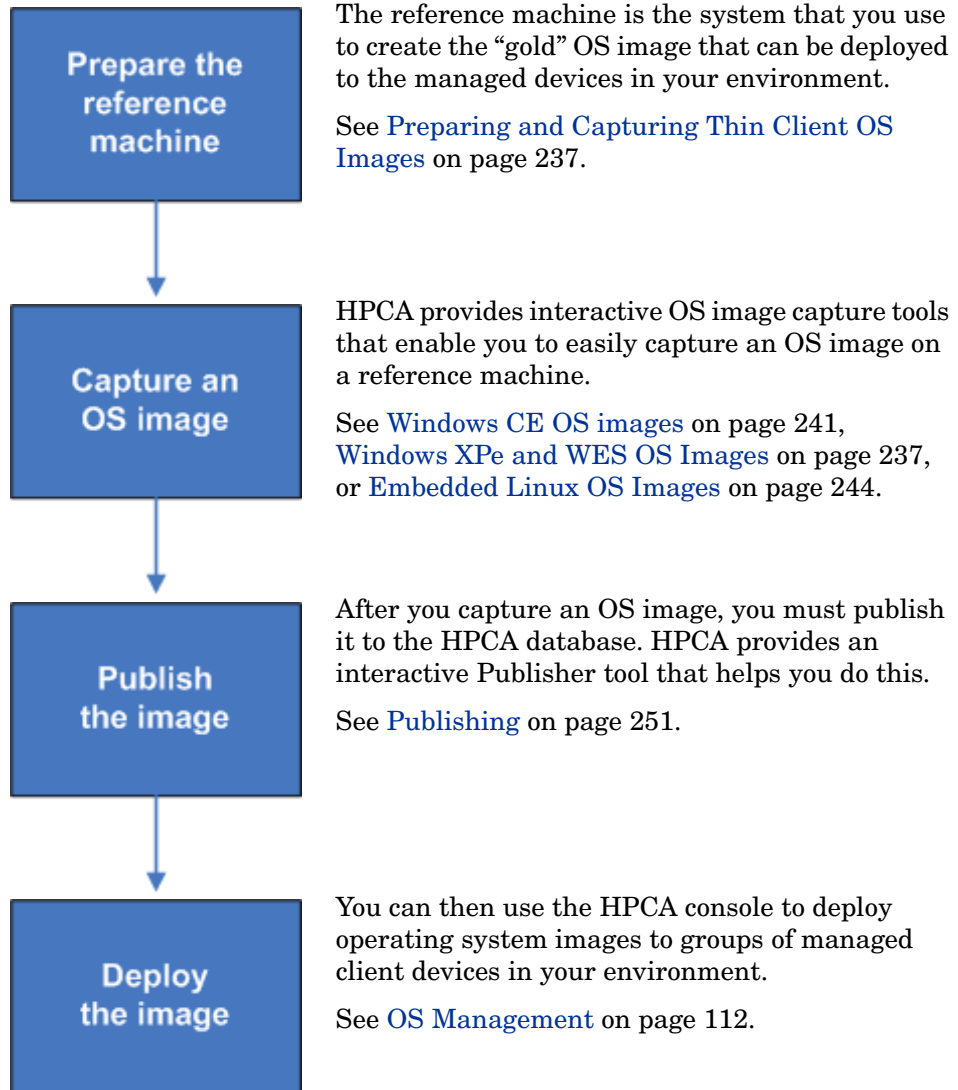 Prepare the
reference
machine
The reference machine is the system that you use
to create the “gold” OS image that can be deployed
to the managed devices in your environment.
See Preparing and Capturing Thin Client OS
Images on page 237.
Capture an
OS image
HPCA provides interactive OS image capture tools
that enable you to easily capture an OS image on
a reference machine.
See Windows CE OS images on page 241,
Windows XPe and WES OS Images on page 237,
or Embedded Linux OS Images on page 244.
Publish
the image
After you capture an OS image, you must publish
it to the HPCA database. HPCA provides an
interactive Publisher tool that helps you do this.
See Publishing on page 251.
Deploy
the image
You can then use the HPCA console to deploy
operating system images to groups of managed
client devices in your environment.
See OS Management on page 112.